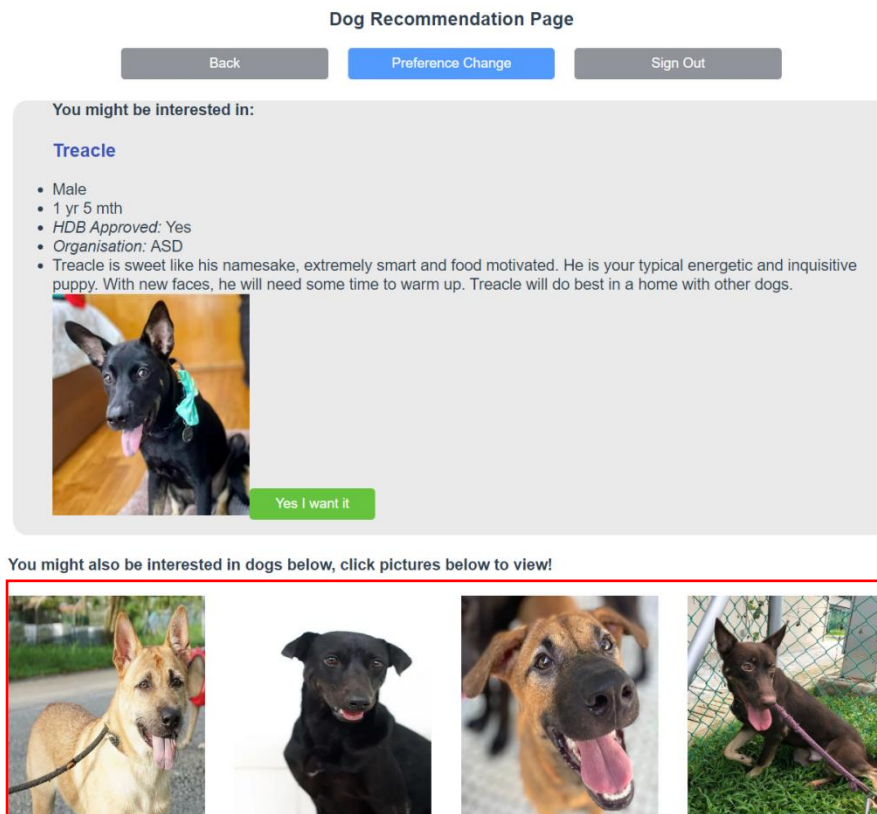 Dog Recommendation Page
Back
Preference Change
Sign Out
You might be interested in:
Treacle
Male
1 yr 5 mth
HDB Approved: Yes
Organisation: ASD
Treacle is sweet like his namesake, extremely smart and food motivated. He is your typical energetic and inquisitive
puppy. With new faces, he will need some time to warm up. Treacle will do best in a home with other dogs.
Yes I want it
You might also be interested in dogs below, click pictures below to view!